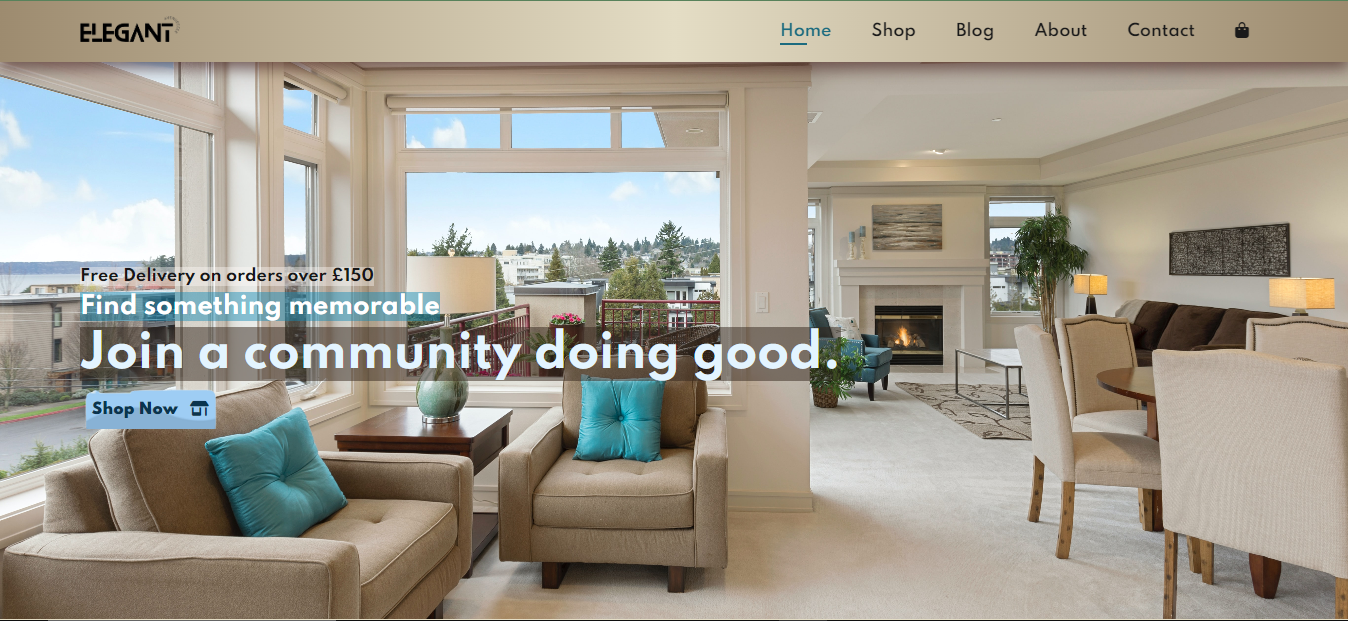 ELEGANT
Home Shop Blog About Contact
Free Delivery on orders over £150
Find something memorable
Join a community doing good.
Shop Now